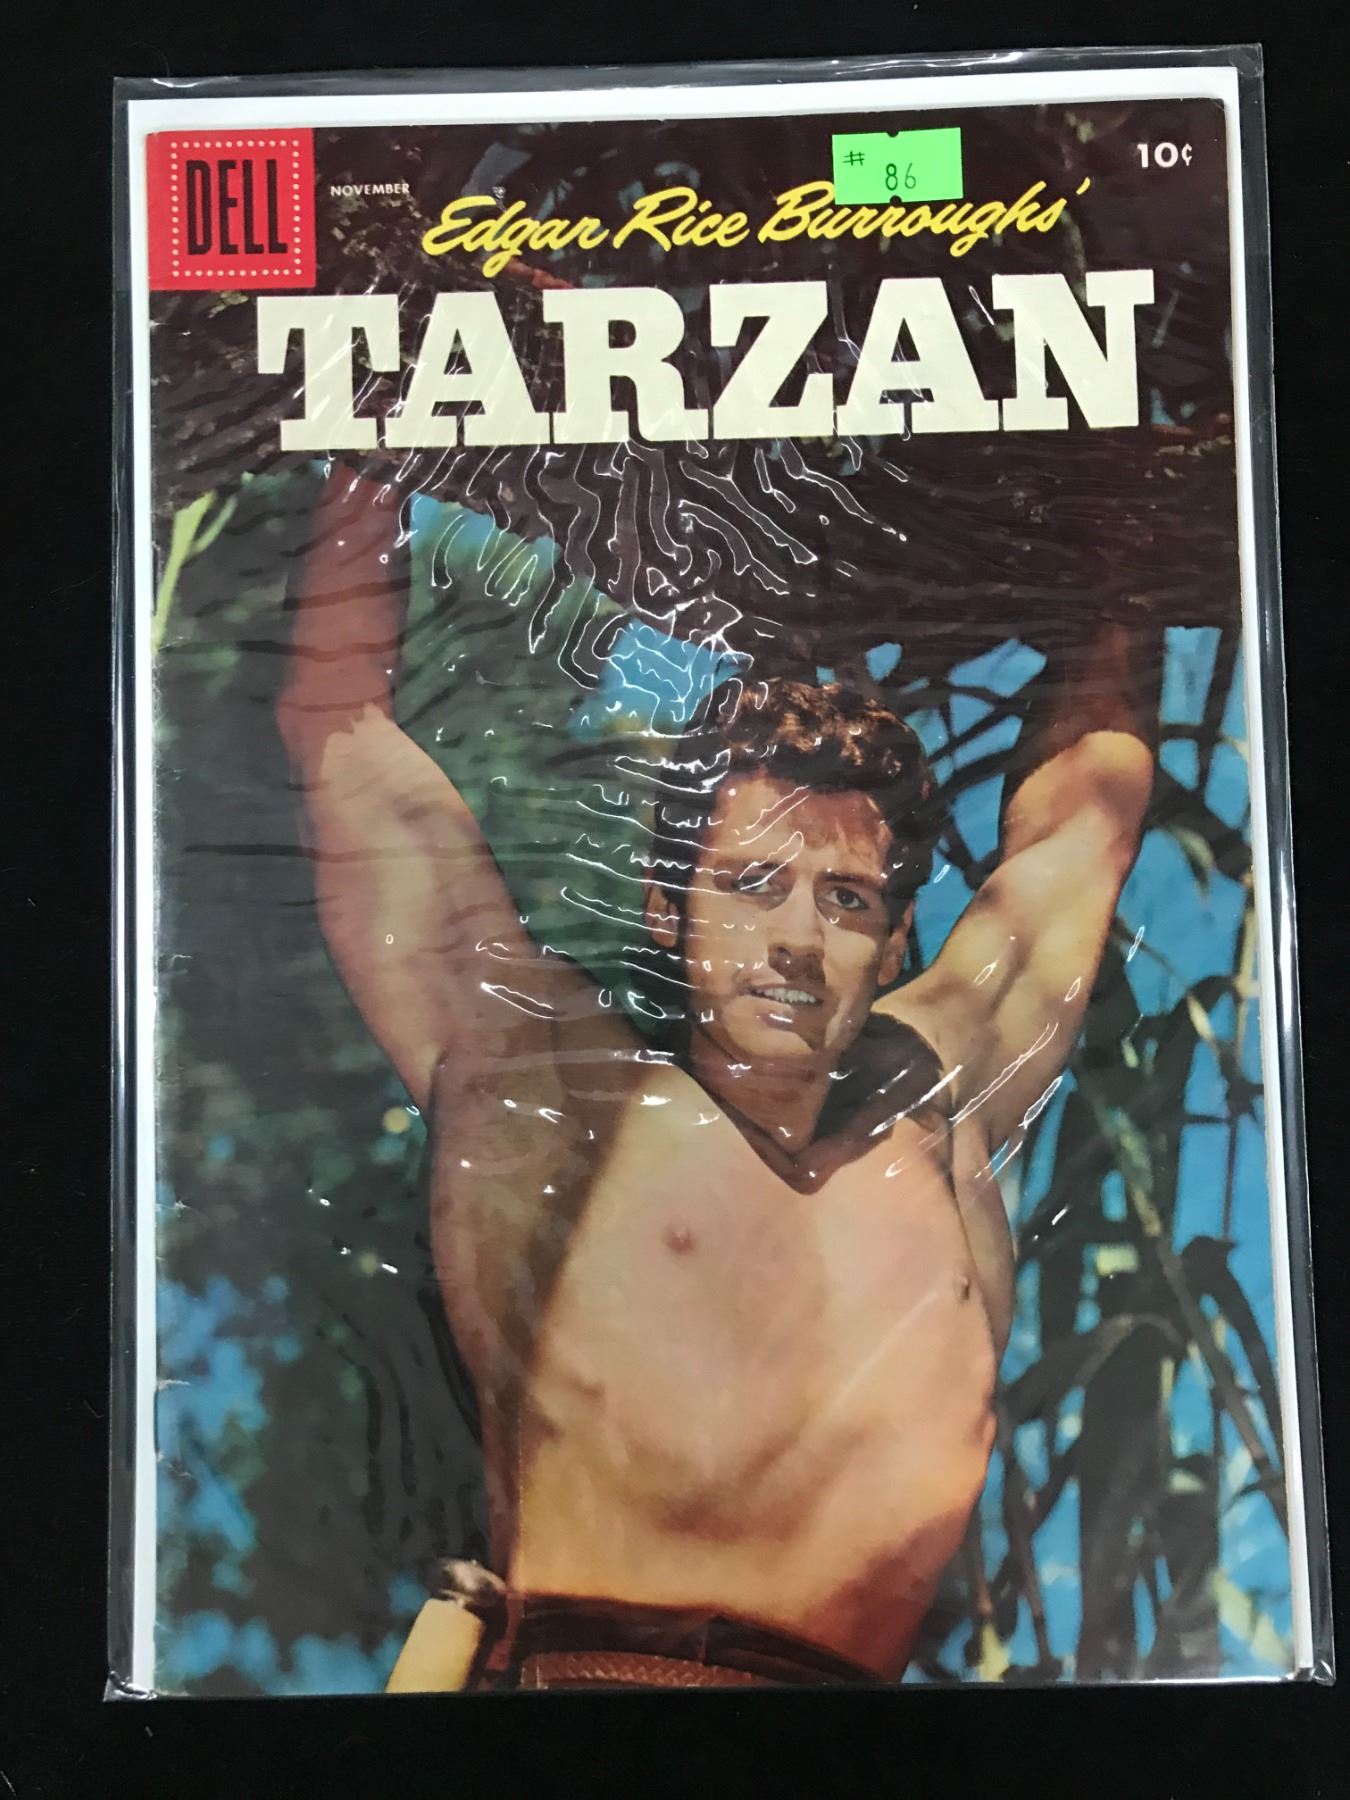 DELL
NOVEMBER
# 86
10¢
Edgar Rice Burroughs'
TARZAN